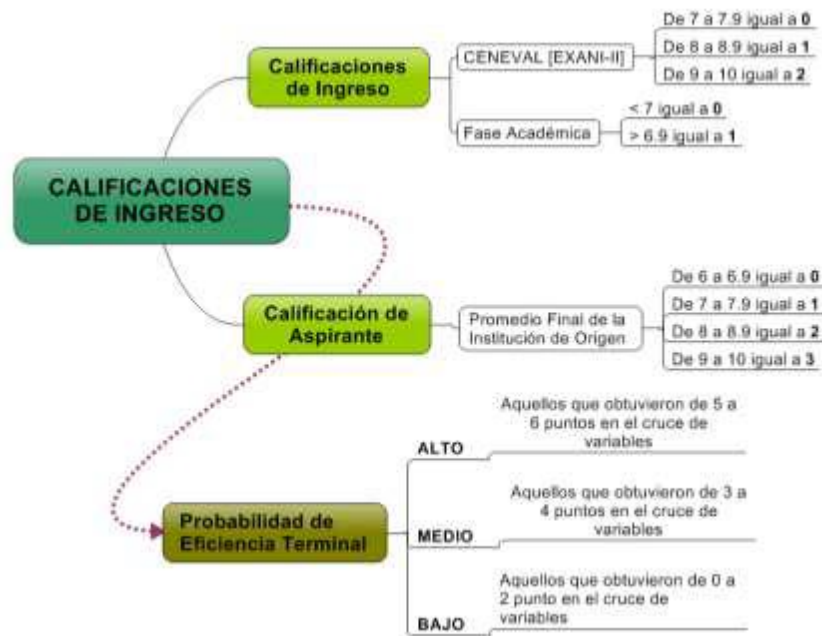 CALIFICACIONES
DE INGRESO
Calificaciones
de Ingreso
CENEVAL [EXANI-II]
De 7 a 7.9 igual a 0
De 8 a 8.9 igual a 1
De 9 a 10 igual a 2
Fase Académica
< 7 igual a 0
> 6.9 igual a 1
Calificación de
Aspirante
Promedio Final de la
Institución de Origen
De 6 a 6.9 igual a 0
De 7 a 7.9 igual a 1
De 8 a 8.9 igual a 2
De 9 a 10 igual a 3
Probabilidad de
Eficiencia Terminal
ALTO
Aquellos que obtuvieron de 5 a
6 puntos en el cruce de
variables
MEDIO
Aquellos que obtuvieron de 3 a
4 puntos en el cruce de
variables
BAJO
Aquellos que obtuvieron de 0 a
2 punto en el cruce de
variables